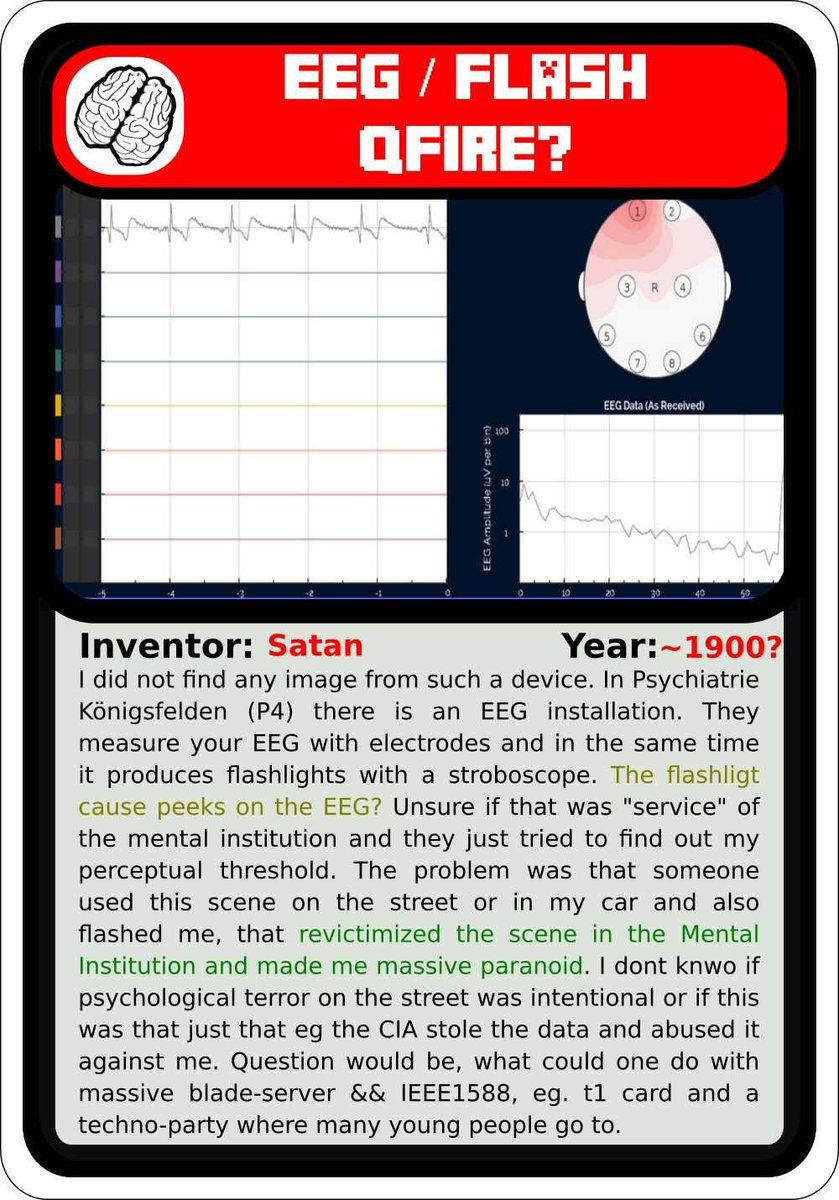 EEG / FLASH
QFIRE?
1 2
3 R 4
5 6
7 8
EEG Data (As Received)
EEG Amplitude (uV per bin)
100
10
1
-5 -4 -3 -2 -1 0
0 10 20 30 40 50
Inventor: Satan Year:~1900?
I did not find any image from such a device. In Psychiatrie
Königsfelden (P4) there is an EEG installation. They
measure your EEG with electrodes and in the same time
it produces flashlights with a stroboscope. The flashligt
cause peeks on the EEG? Unsure if that was "service" of
the mental institution and they just tried to find out my
perceptual threshold. The problem was that someone
used this scene on the street or in my car and also
flashed me, that revictimized the scene in the Mental
Institution and made me massive paranoid. I dont knwo if
psychological terror on the street was intentional or if this
was that just that eg the CIA stole the data and abused it
against me. Question would be, what could one do with
massive blade-server && IEEE1588, eg. t1 card and a
techno-party where many young people go to.